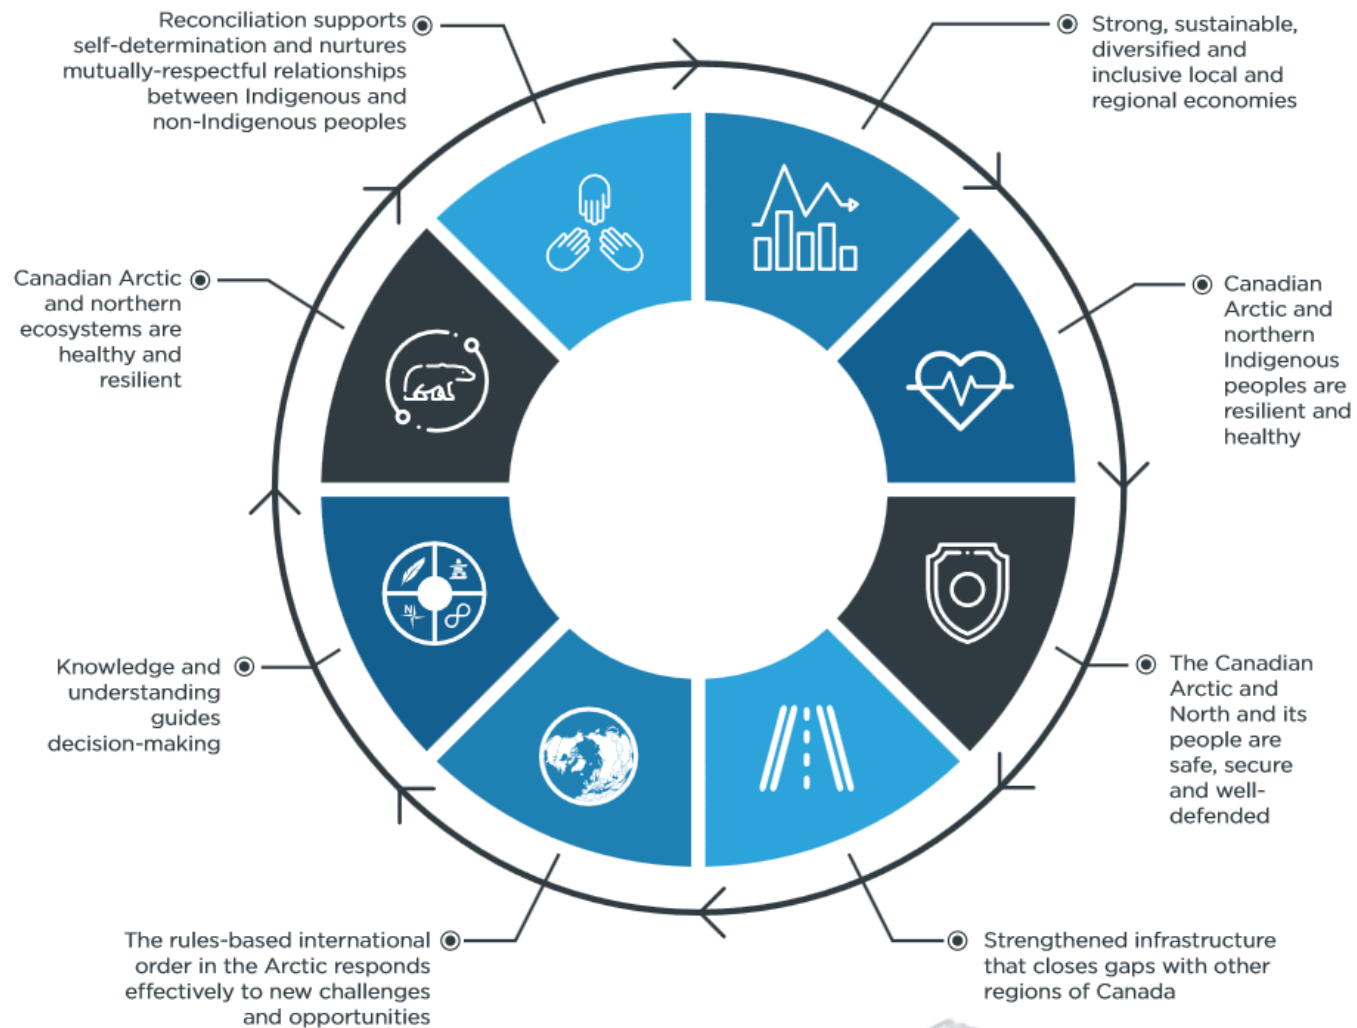 Reconciliation supports
self-determination and nurtures
mutually-respectful relationships
between Indigenous and
non-Indigenous peoples
Strong, sustainable,
diversified and
inclusive local and
regional economies
Canadian
Arctic and
northern
Indigenous
peoples are
resilient and
healthy
The Canadian
Arctic and
North and its
people are
safe, secure
and well-
defended
Strengthened infrastructure
that closes gaps with other
regions of Canada
The rules-based international
order in the Arctic responds
effectively to new challenges
and opportunities
Knowledge and
understanding
guides
decision-making
N
Canadian Arctic
and northern
ecosystems are
healthy and
resilient